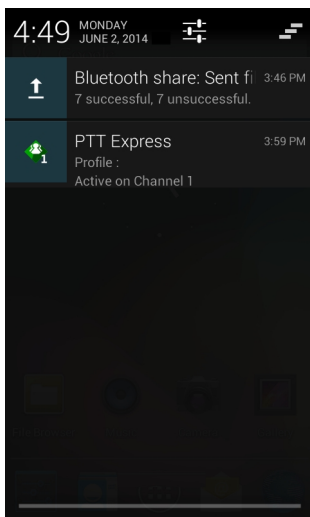 4:49 MONDAY
JUNE 2, 2014
Bluetooth share: Sent fi 3:46 PM
7 successful, 7 unsuccessful.
PTT Express 3:59 PM
1
Profile :
Active on Channel 1